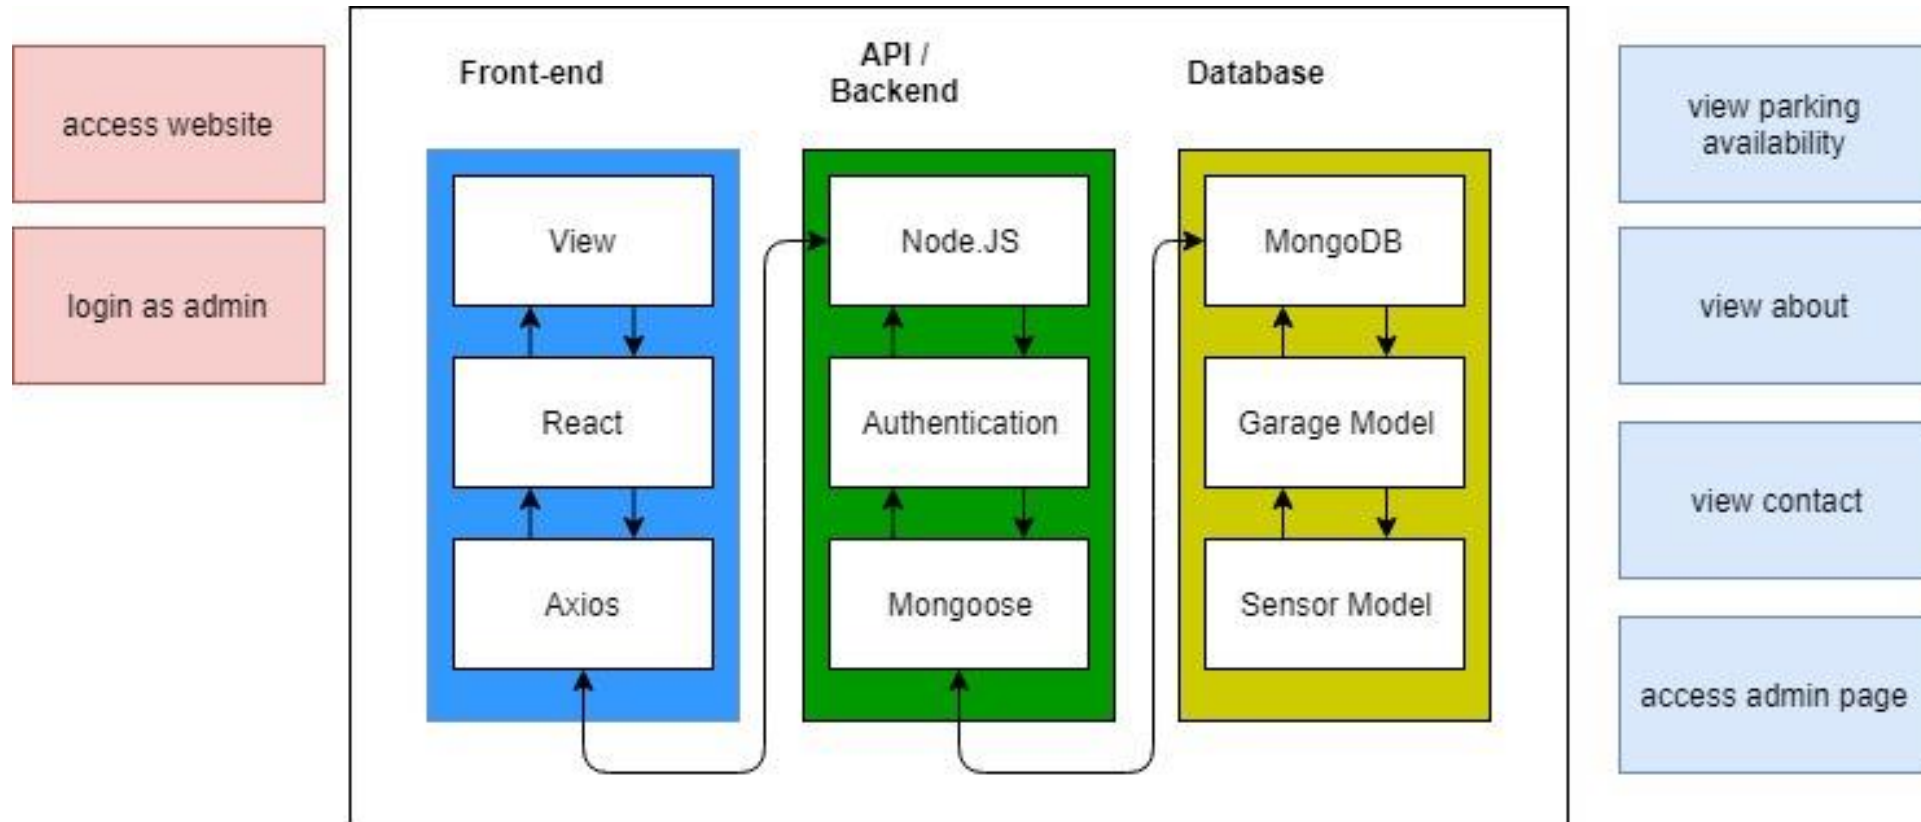 access website
login as admin
Front-end
View
React
Axios
API /
Backend
Node.JS
Authentication
Mongoose
Database
MongoDB
Garage Model
Sensor Model
view parking
availability
view about
view contact
access admin page